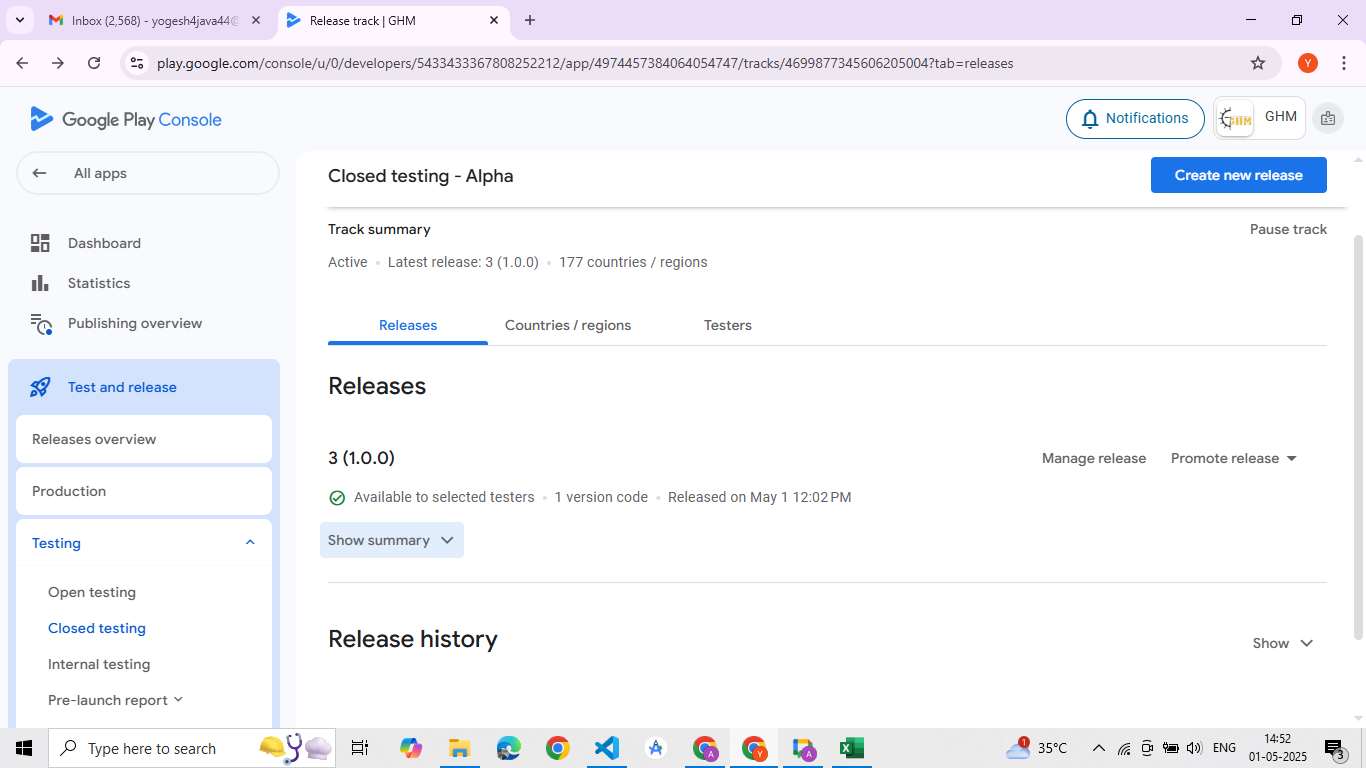 Inbox (2,568) - yogesh4java44@
Release track | GHM
play.google.com/console/u/0/developers/5433433367808252212/app/4974457384064054747/tracks/4699877345606205004?tab=releases
Y
Google Play Console
Notifications
GHM
GHM
All apps
Closed testing - Alpha
Create new release
Track summary
Pause track
Dashboard
Active • Latest release: 3 (1.0.0) • 177 countries / regions
Statistics
Publishing overview
Releases
Countries / regions
Testers
Test and release
Releases
Releases overview
3 (1.0.0)
Manage release
Promote release
Production
Available to selected testers • 1 version code • Released on May 1 12:02 PM
Testing
Show summary
Open testing
Closed testing
Release history
Show
Internal testing
Pre-launch report
Type here to search
A
Y
A
1
35°C
ENG
14:52
01-05-2025
3